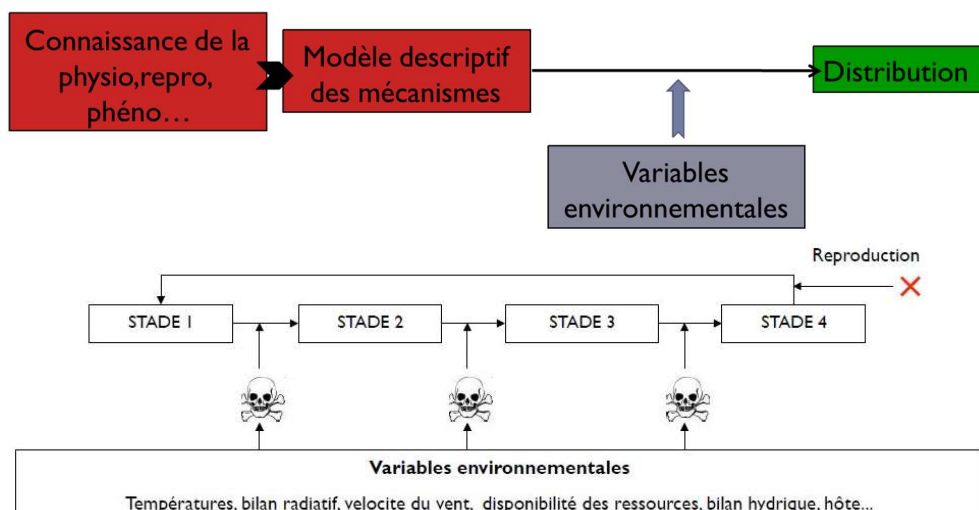 Connaissance de la
physio,repro,
phéno...
Modèle descriptif
des mécanismes
Distribution
Variables
environnementales
Reproduction
STADE 1
STADE 2
STADE 3
STADE 4
Variables environnementales
Températures, bilan radiatif, velocite du vent, disponibilité des ressources, bilan hydrique, hôte...